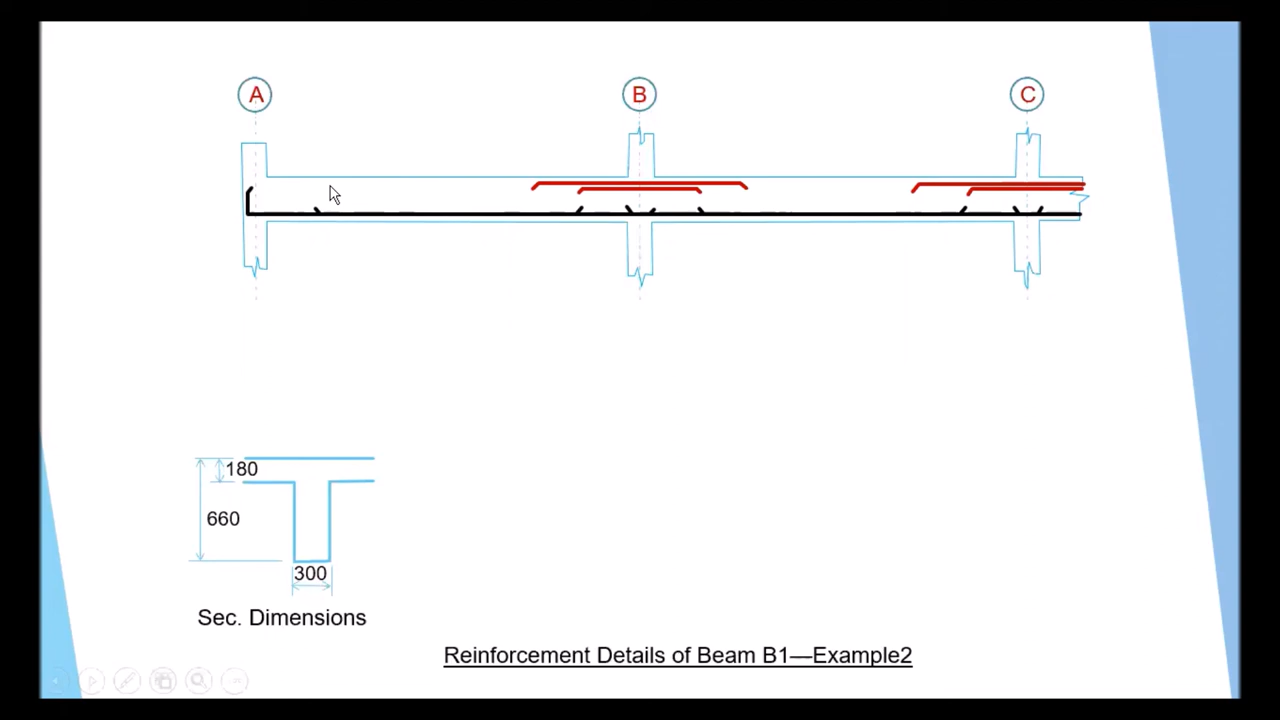 A B C
180
660
300
Sec. Dimensions
Reinforcement Details of Beam B1—Example2